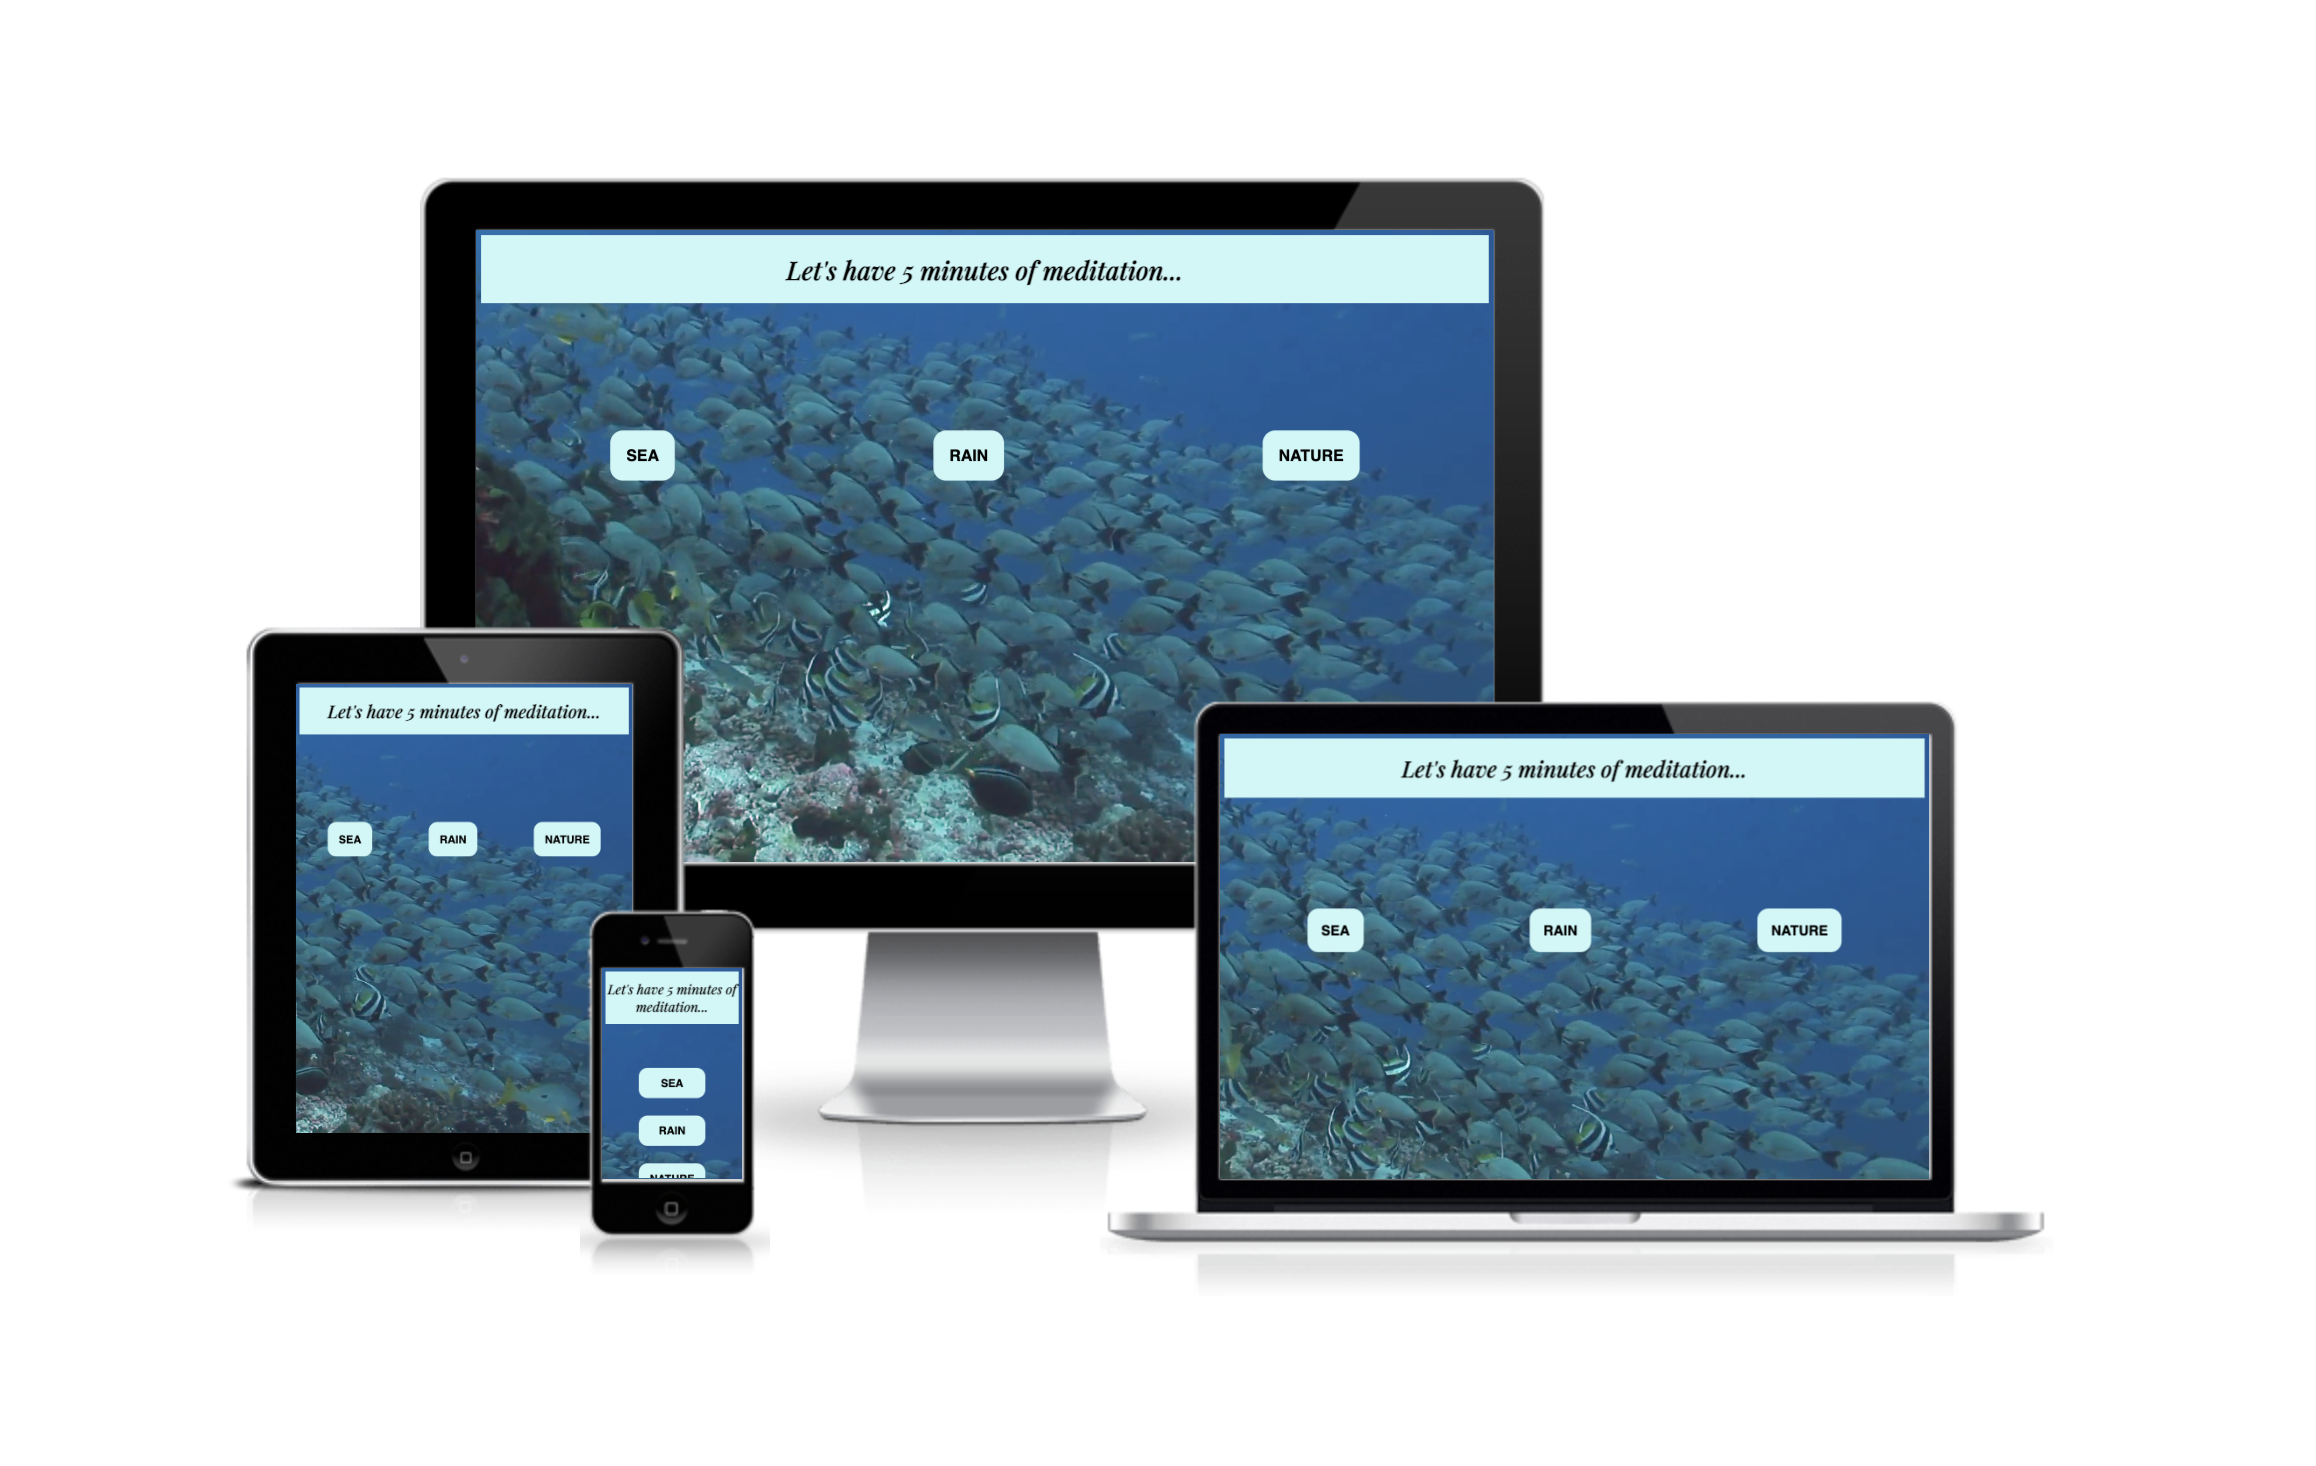 Let's have 5 minutes of meditation...
SEA RAIN NATURE
Let's have 5 minutes of meditation...
SEA RAIN NATURE
Let's have 5 minutes of
meditation...
SEA
RAIN
NATURE
Let's have 5 minutes of meditation...
SEA RAIN NATURE